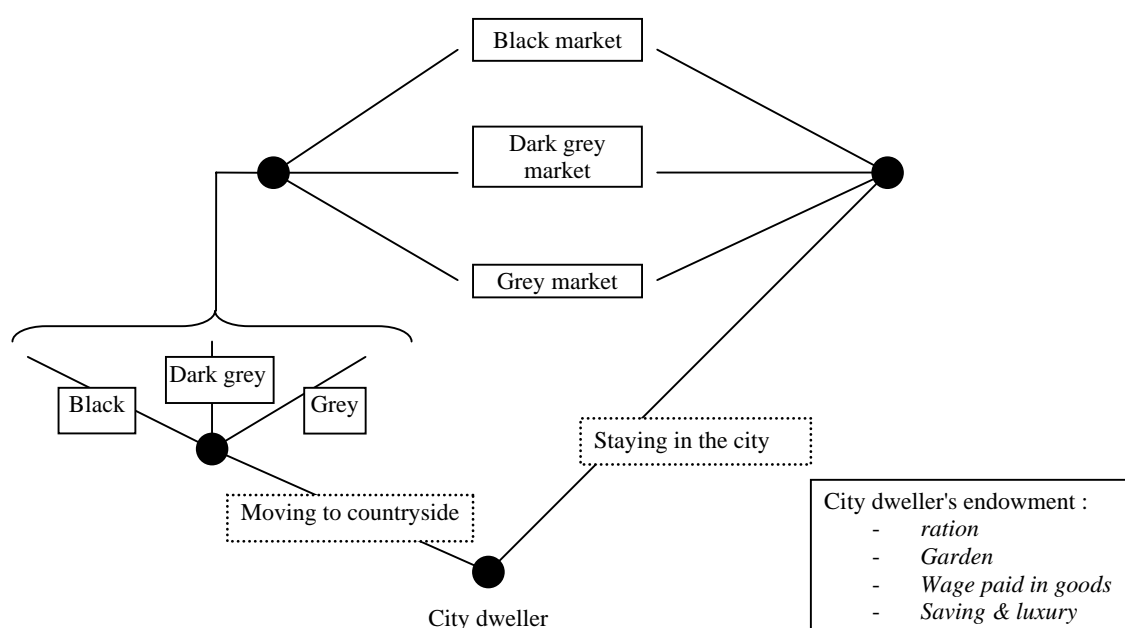 Black market
Dark grey
market
Grey market
Dark grey
Black
Grey
Staying in the city
Moving to countryside
City dweller
City dweller's endowment :
- ration
- Garden
- Wage paid in goods
- Saving & luxury